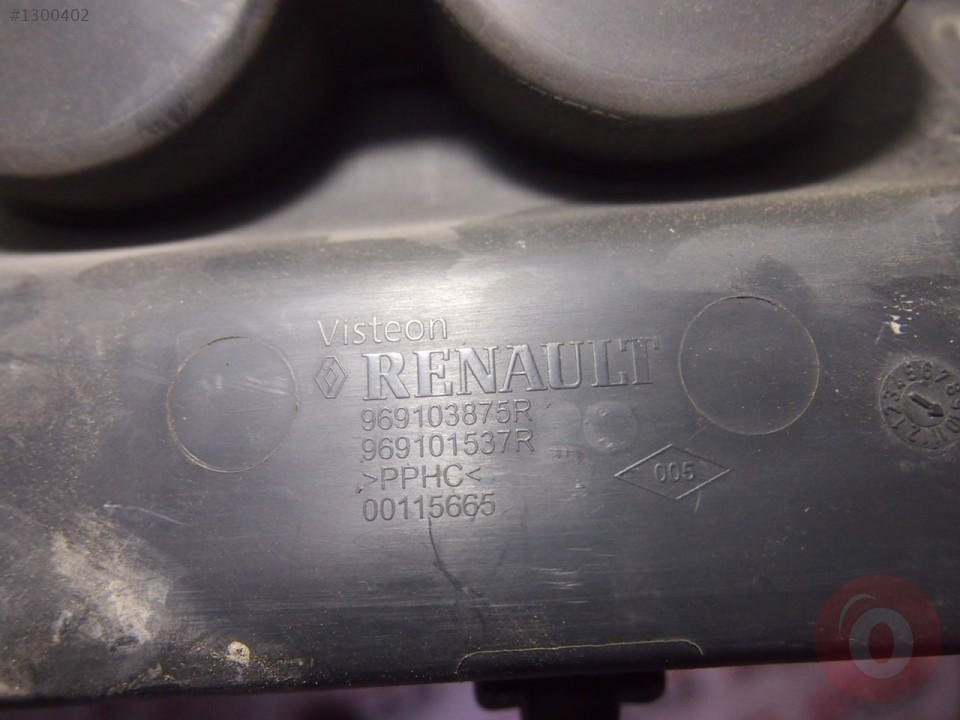 #1300402
Visteon
RENAULT
969103875R
969101537R
>PPHC<
00115665
005